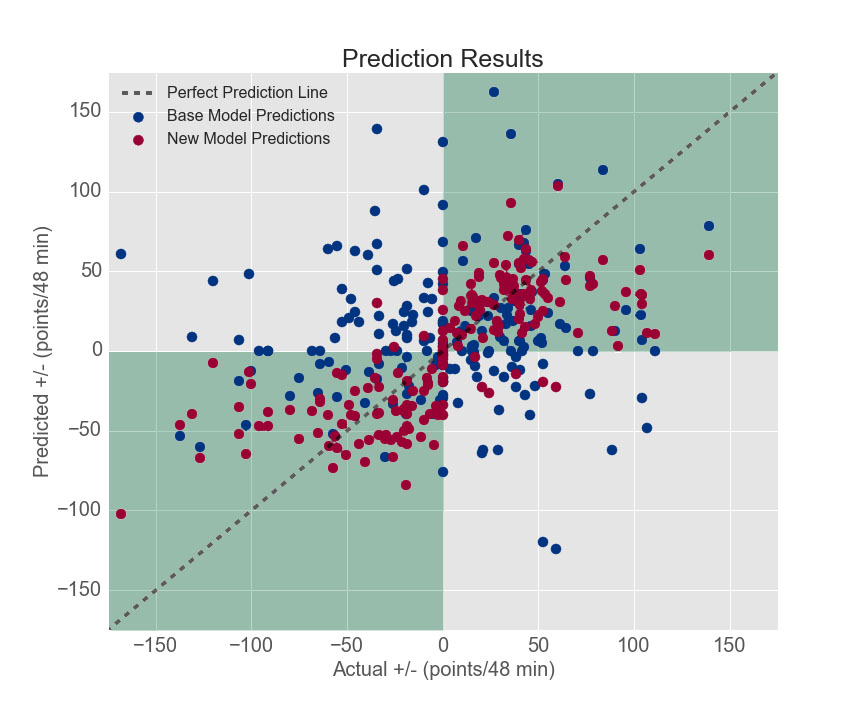 Prediction Results
Perfect Prediction Line
Base Model Predictions
New Model Predictions
150
100
50
0
−50
−100
−150
Predicted +/- (points/48 min)
−150 −100 −50 0 50 100 150
Actual +/- (points/48 min)